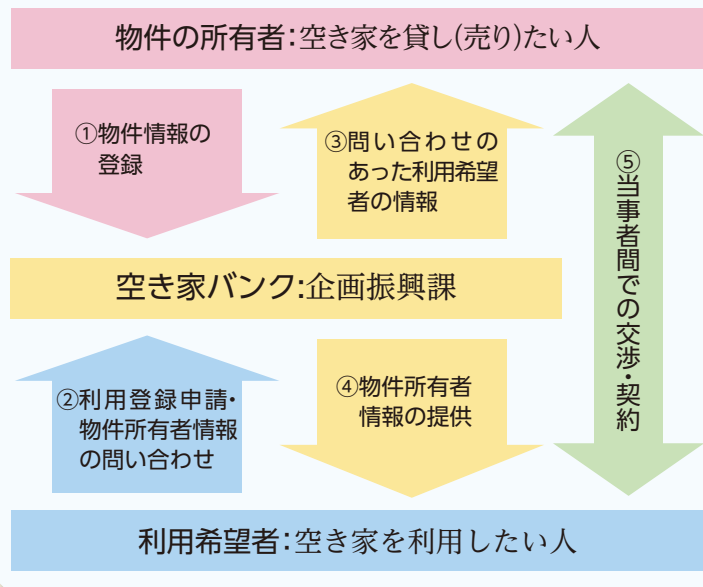 物件の所有者：空き家を貸し(売り)たい人
①物件情報の
登録
③問い合わせの
あった利用希望
者の情報
⑤当事者間での交渉・契約
空き家バンク:企画振興課
②利用登録申請・
物件所有者情報
の問い合わせ
④物件所有者
情報の提供
利用希望者：空き家を利用したい人